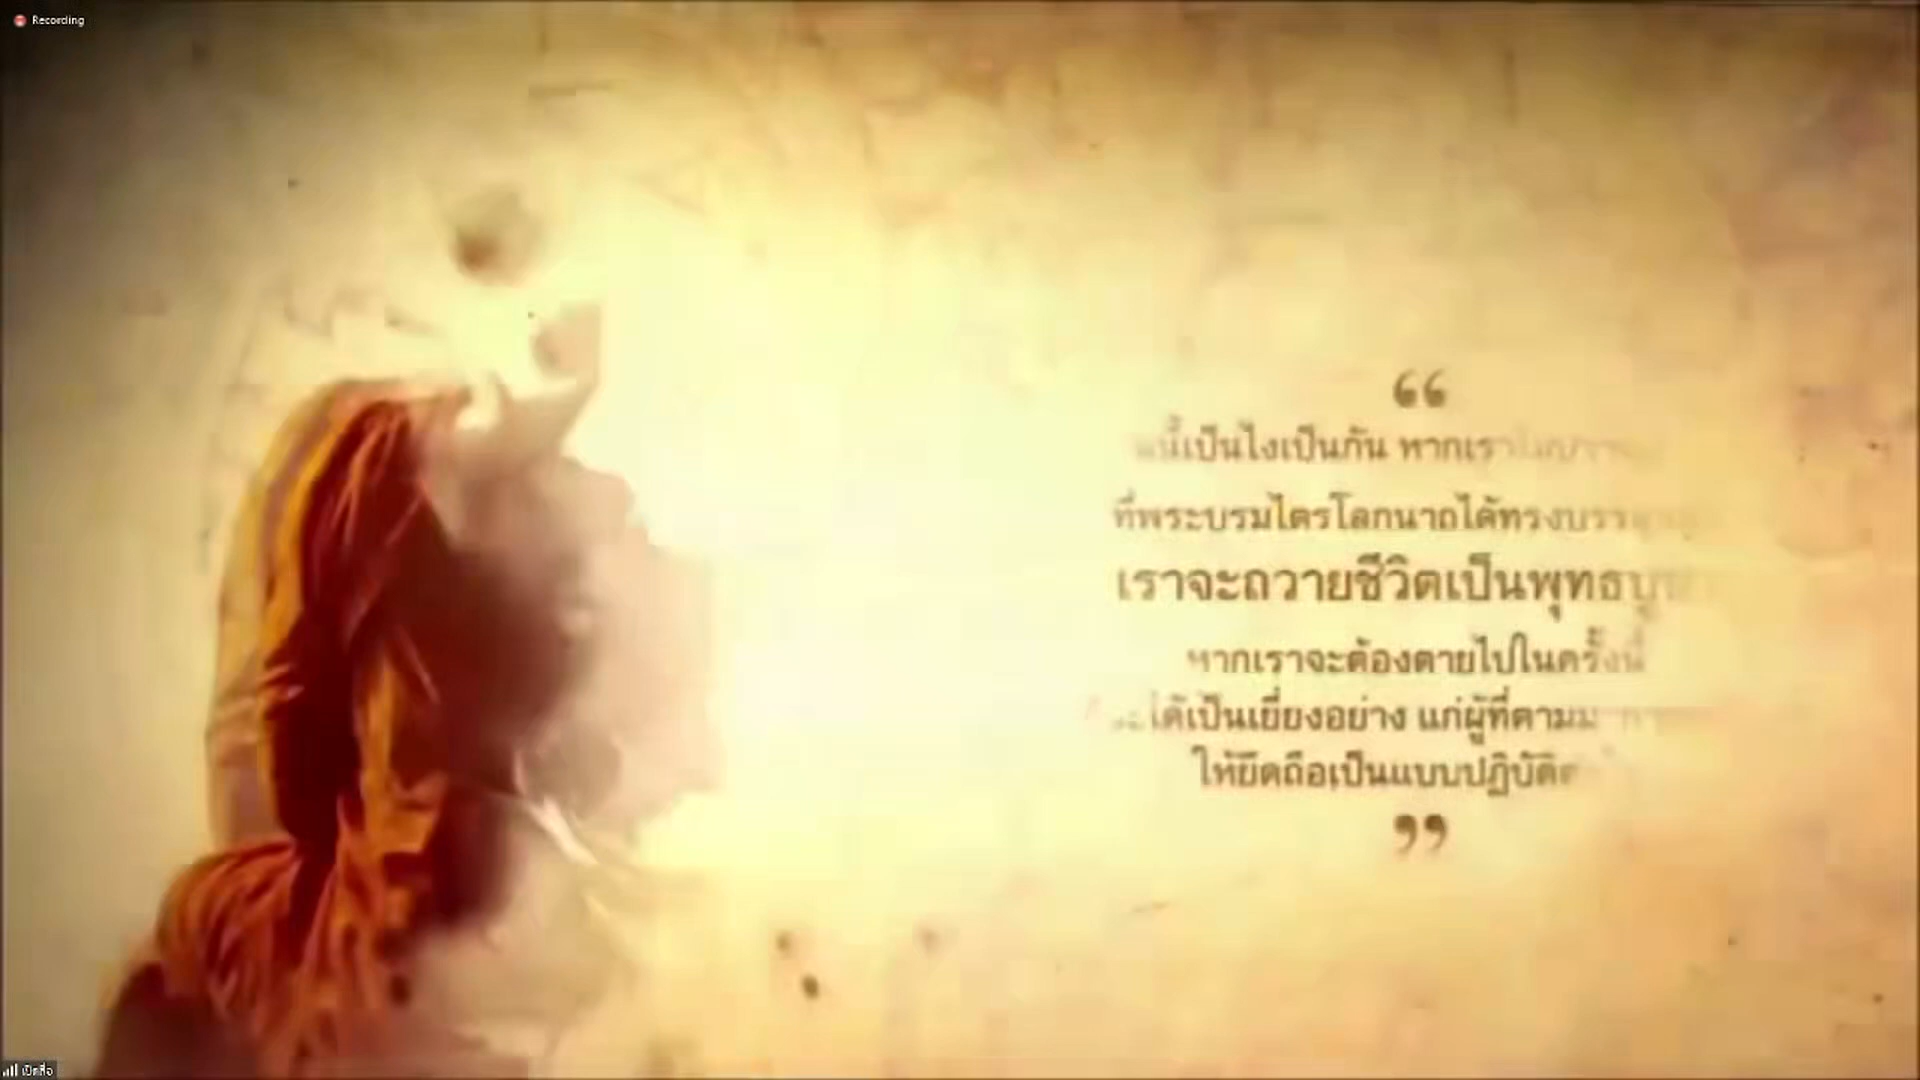 Recording
“
เป็นไงเป็นกัน หากเรา
ที่พระบรมไตรโลกนาถได้ทรง
เราจะถวายชีวิตเป็น
หากเราจะต้องตายไปในครั้งนี้
ได้เป็นเยี่ยงอย่าง แก่ผู้ที่ตาม
ให้ยึดถือเป็นแบบปฏิบัติ
”
เปิดสื่อ